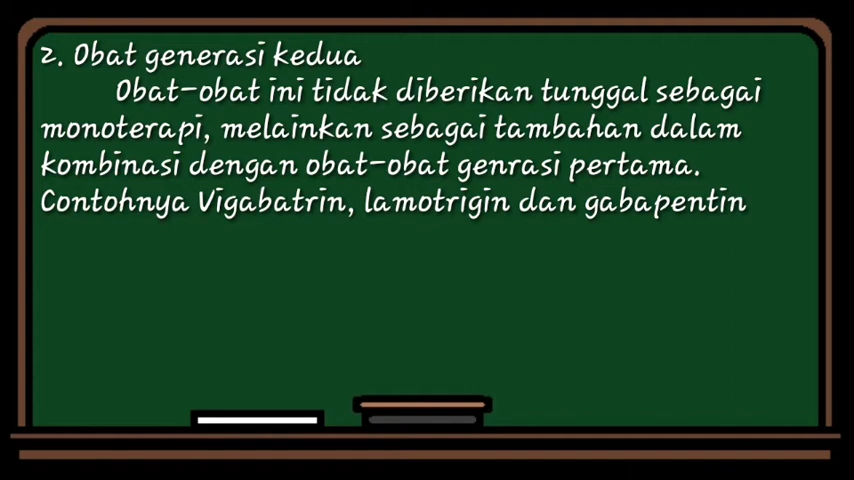 2. Obat generasi kedua
Obat-obat ini tidak diberikan tunggal sebagai
monoterapi, melainkan sebagai tambahan dalam
kombinasi dengan obat-obat genrasi pertama.
Contohnya Vigabatrin, lamotrigin dan gabapentin